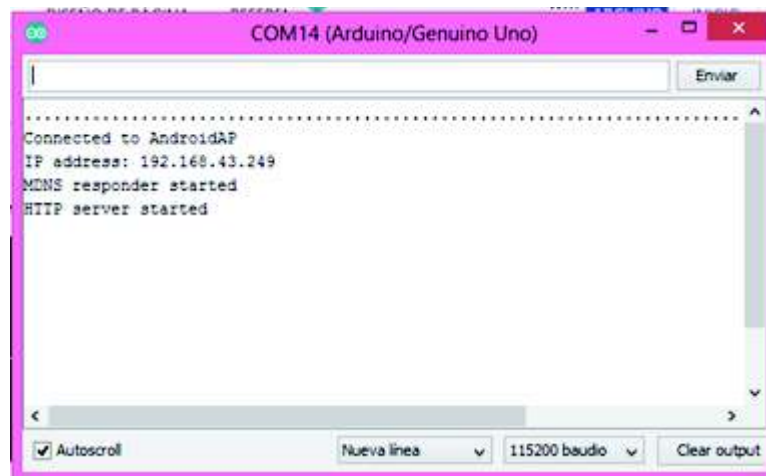 COM14 (Arduino/Genuino Uno)
Enviar
......................................................................
Connected to AndroidAP
IP address: 192.168.43.249
MDNS responder started
HTTP server started
Autoscroll
Nueva línea
115200 baudio
Clear output